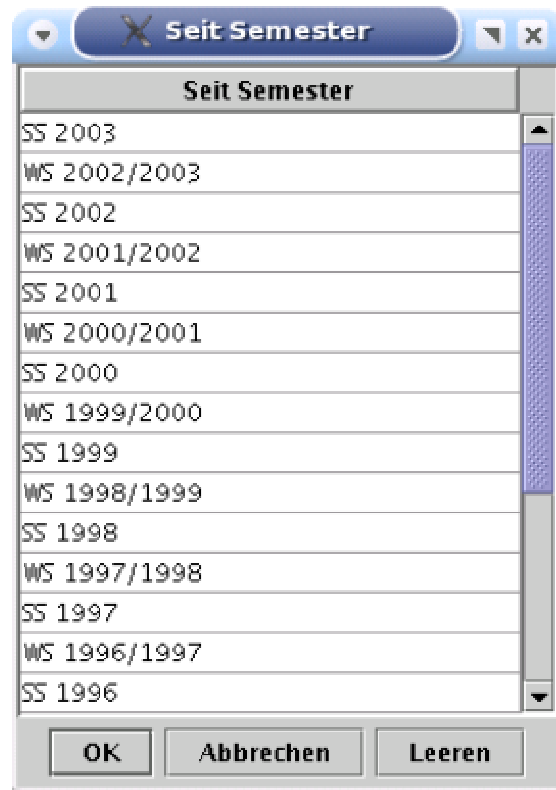 Seit Semester
Seit Semester
SS 2003
WS 2002/2003
SS 2002
WS 2001/2002
SS 2001
WS 2000/2001
SS 2000
WS 1999/2000
SS 1999
WS 1998/1999
SS 1998
WS 1997/1998
SS 1997
WS 1996/1997
SS 1996
OK Abbrechen Leeren